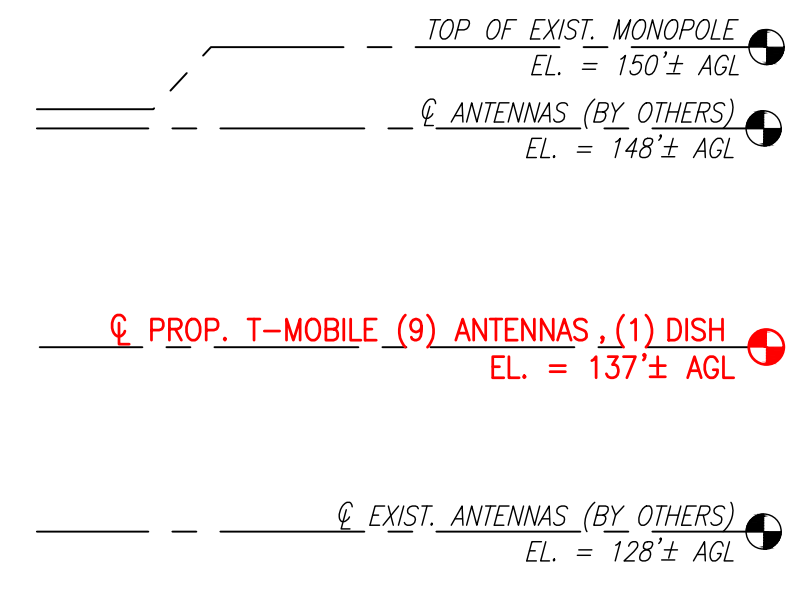 TOP OF EXIST. MONOPOLE
EL. = 150'± AGL
℄ ANTENNAS (BY OTHERS)
EL. = 148'± AGL
℄ PROP. T-MOBILE (9) ANTENNAS ,(1) DISH
EL. = 137'± AGL
℄ EXIST. ANTENNAS (BY OTHERS)
EL. = 128'± AGL